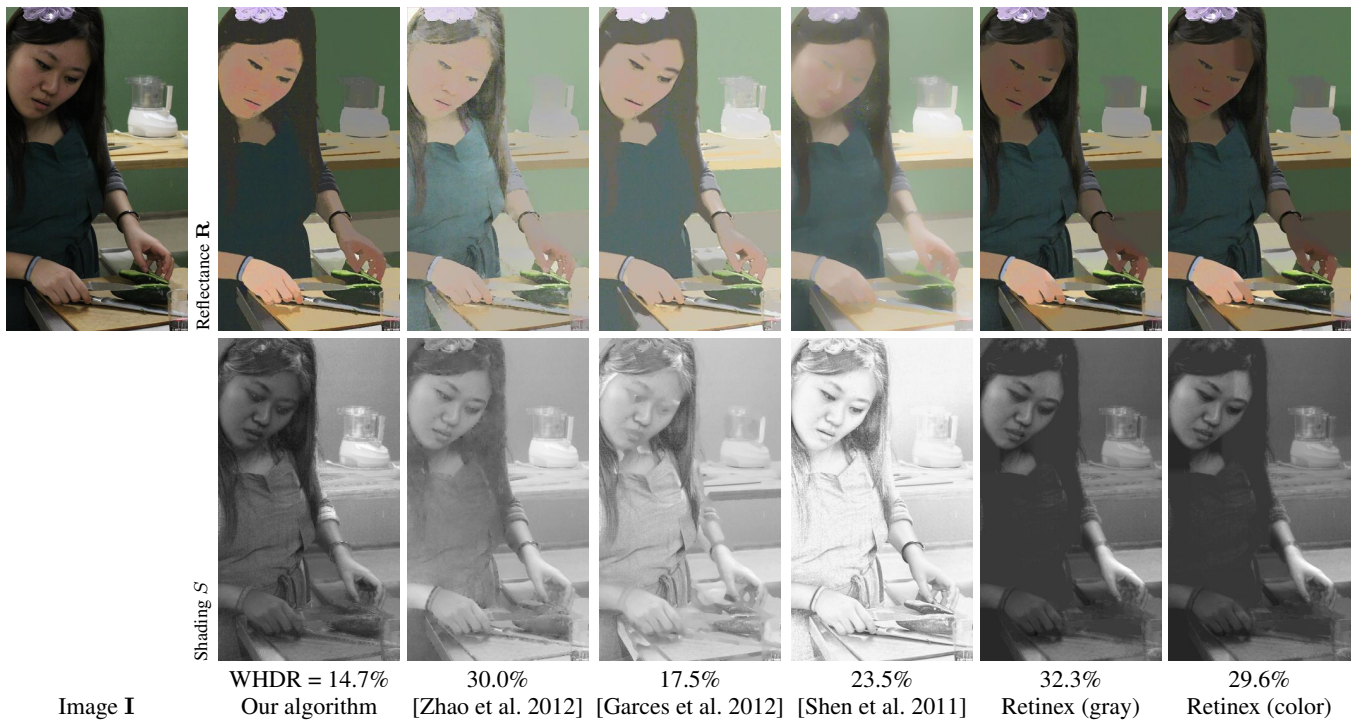 Reflectance R
Shading S
WHDR = 14.7% 30.0% 17.5% 23.5% 32.3% 29.6%
Image I Our algorithm [Zhao et al. 2012] [Garces et al. 2012] [Shen et al. 2011] Retinex (gray) Retinex (color)